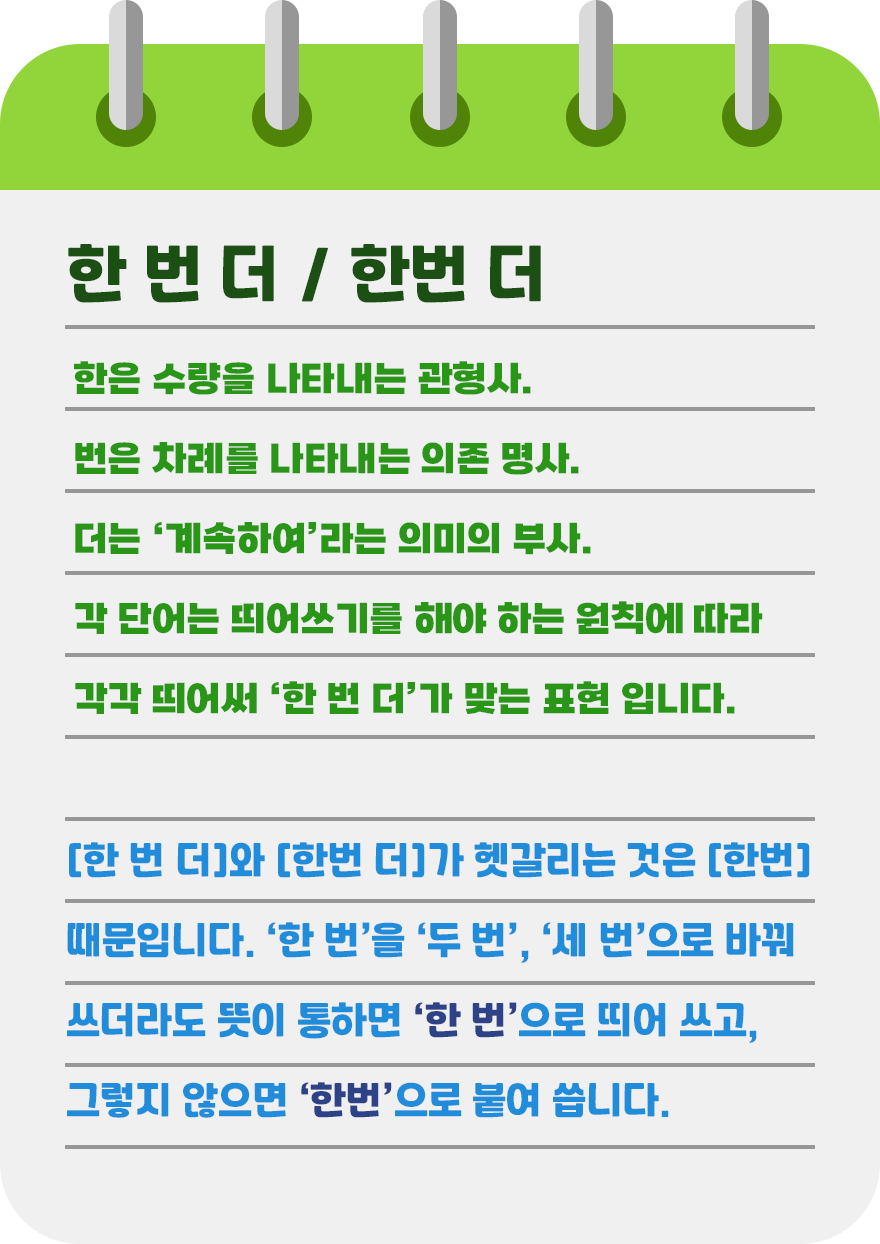 한 번 더 / 한번 더
한은 수량을 나타내는 관형사.
번은 차례를 나타내는 의존 명사.
더는 ‘계속하여’라는 의미의 부사.
각 단어는 띄어쓰기를 해야 하는 원칙에 따라
각각 띄어써 ‘한 번 더’가 맞는 표현 입니다.
[한 번 더]와 [한번 더]가 헷갈리는 것은 [한번]
때문입니다. ‘한 번’을 ‘두 번’, ‘세 번’으로 바꿔
쓰더라도 뜻이 통하면 ‘한 번’으로 띄어 쓰고,
그렇지 않으면 ‘한번’으로 붙여 씁니다.